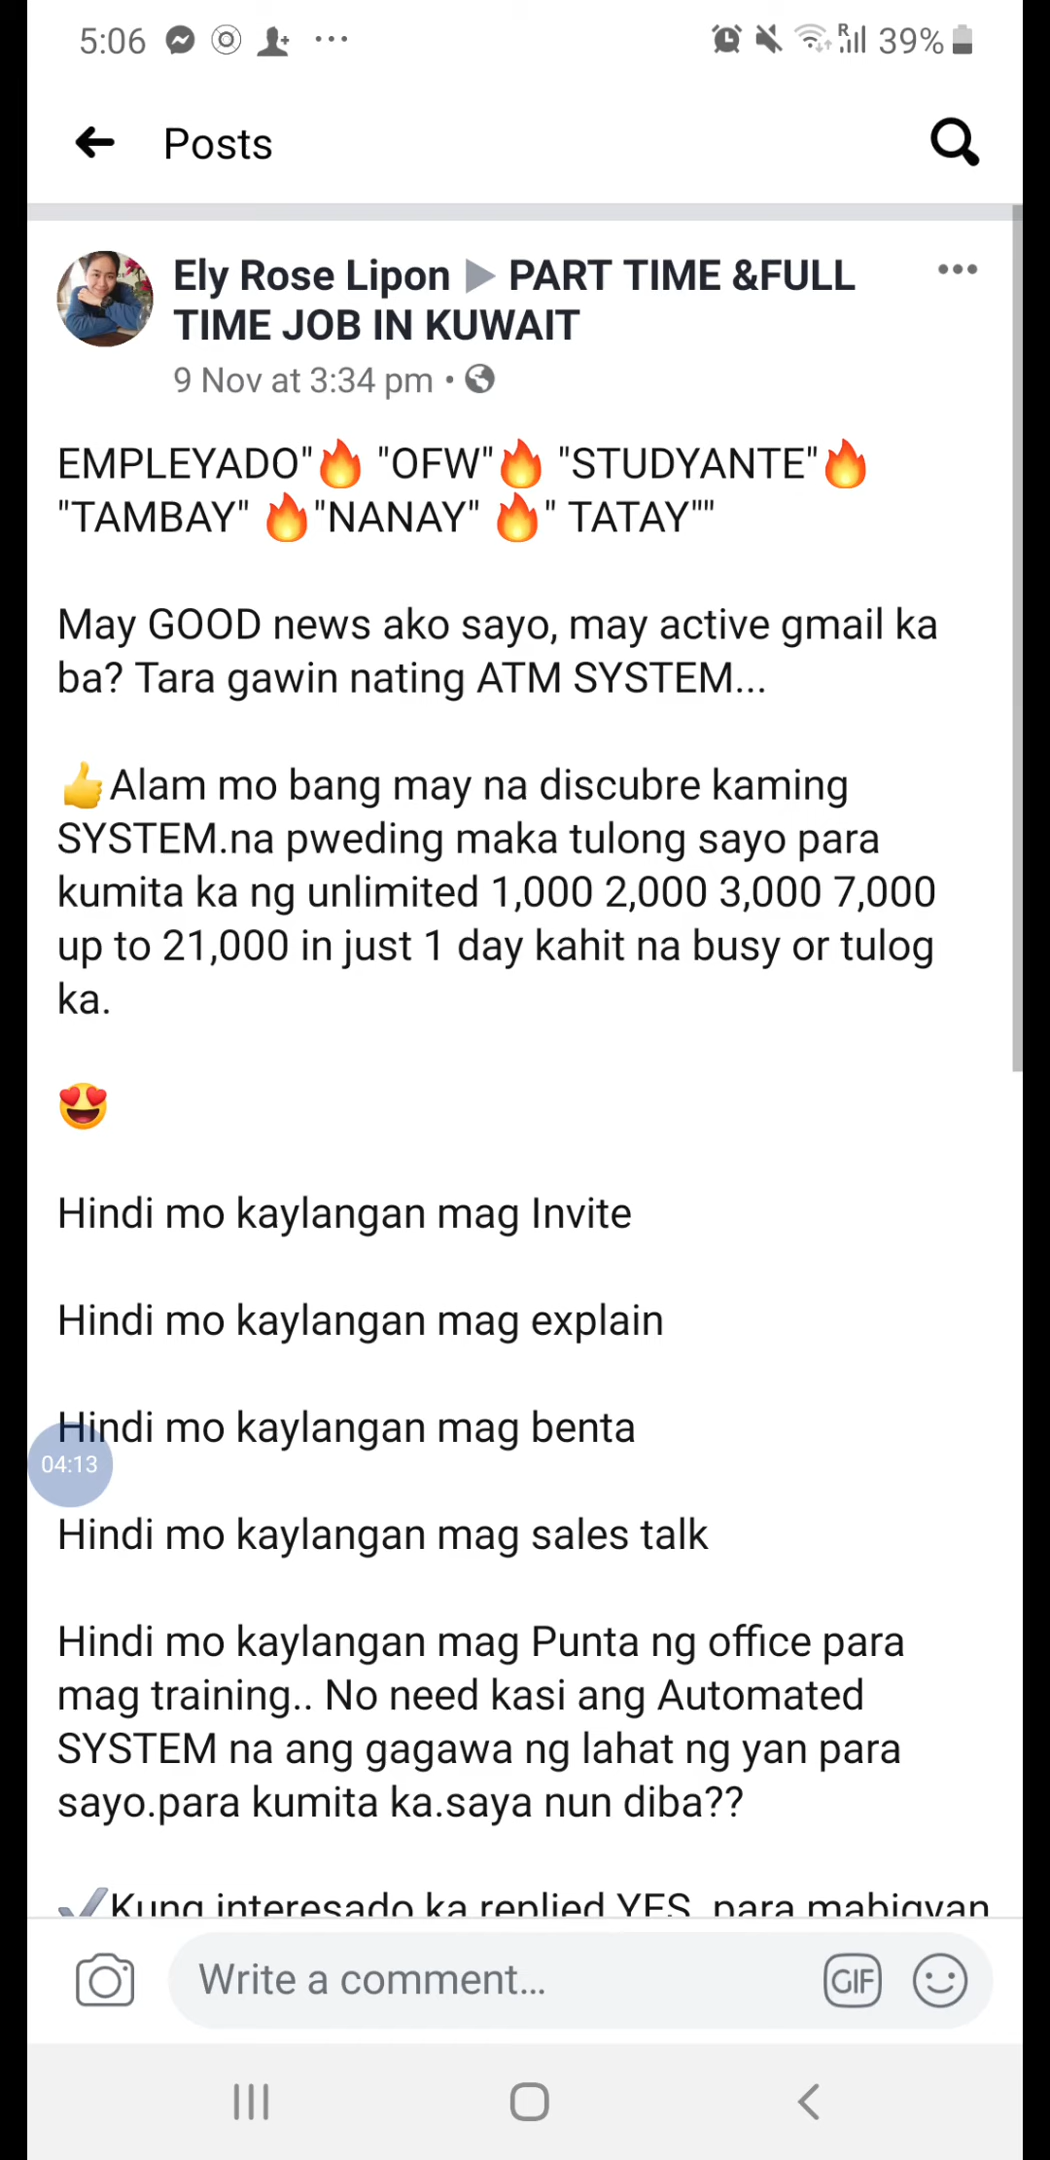 5:06
39%
Posts
Ely Rose Lipon ▶ PART TIME &FULL
TIME JOB IN KUWAIT
9 Nov at 3:34 pm •
EMPLEYADO"🔥 "OFW"🔥 "STUDYANTE"🔥
"TAMBAY" 🔥"NANAY" 🔥" TATAY""
May GOOD news ako sayo, may active gmail ka
ba? Tara gawin nating ATM SYSTEM...
👍Alam mo bang may na discubre kaming
SYSTEM.na pweding maka tulong sayo para
kumita ka ng unlimited 1,000 2,000 3,000 7,000
up to 21,000 in just 1 day kahit na busy or tulog
ka.
😍
Hindi mo kaylangan mag Invite
Hindi mo kaylangan mag explain
Hindi mo kaylangan mag benta
04:13
Hindi mo kaylangan mag sales talk
Hindi mo kaylangan mag Punta ng office para
mag training.. No need kasi ang Automated
SYSTEM na ang gagawa ng lahat ng yan para
sayo.para kumita ka.saya nun diba??
✔Kung interesado ka replied YES para mabigyan
Write a comment...
GIF